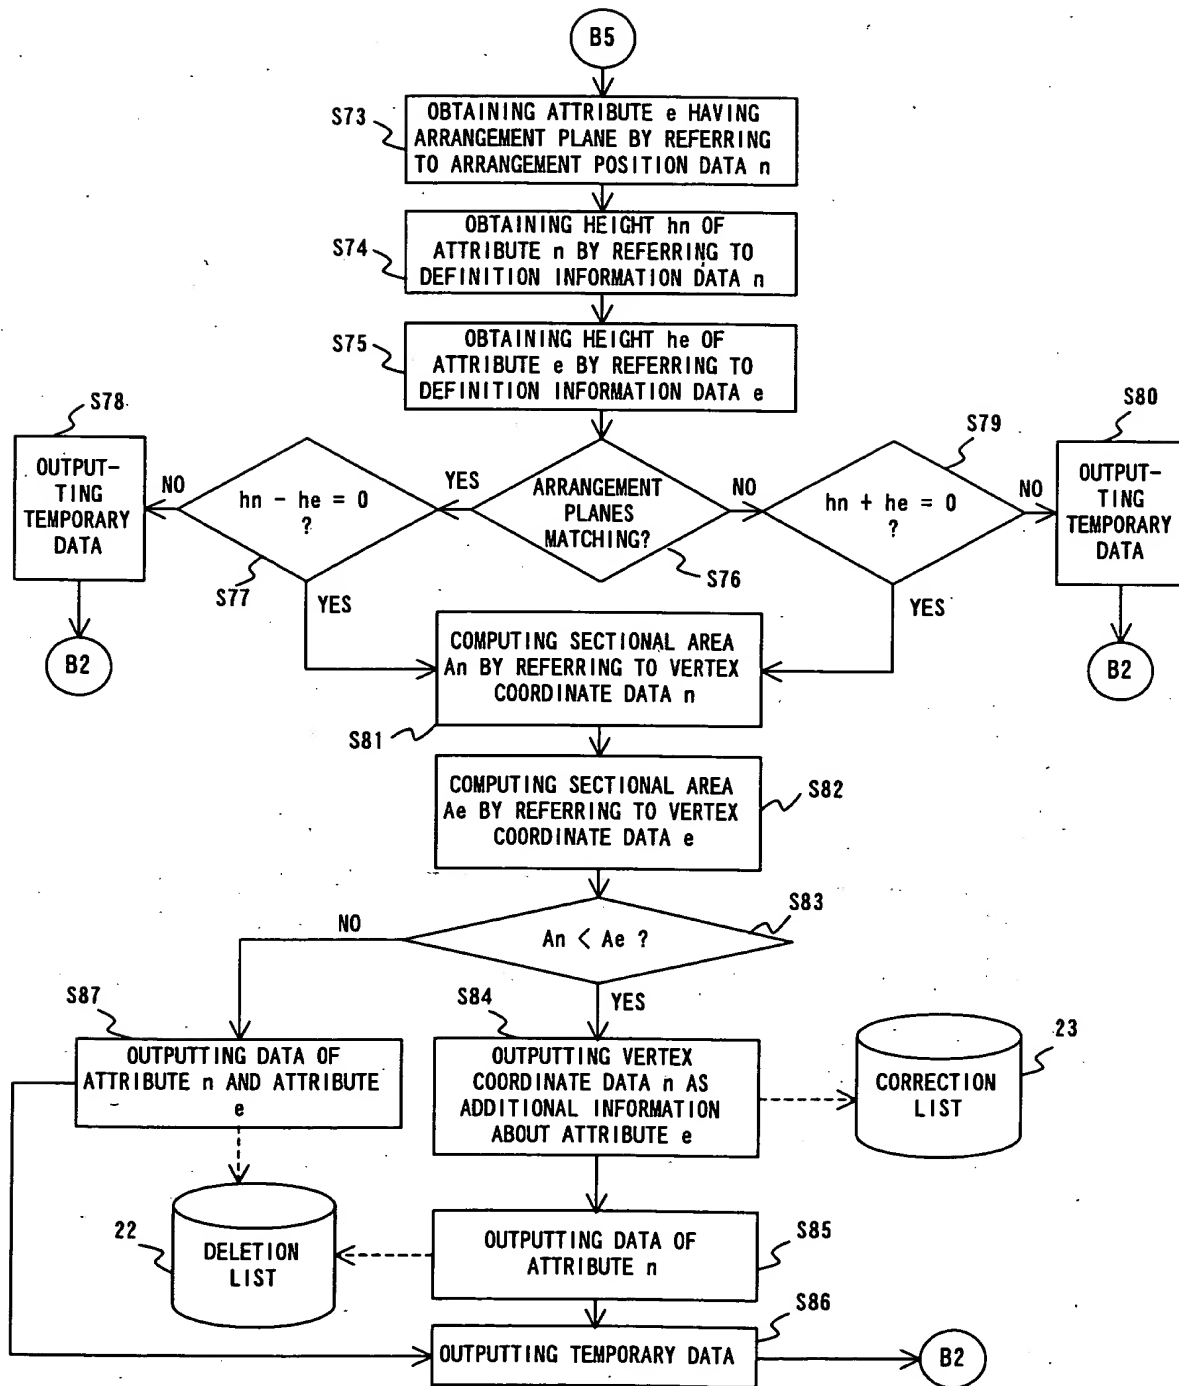 B5
S73
OBTAINING ATTRIBUTE e HAVING
ARRANGEMENT PLANE BY REFERRING
TO ARRANGEMENT POSITION DATA n
S74
OBTAINING HEIGHT hn OF
ATTRIBUTE n BY REFERRING TO
DEFINITION INFORMATION DATA n
S75
OBTAINING HEIGHT he OF
ATTRIBUTE e BY REFERRING TO
DEFINITION INFORMATION DATA e
S78
OUTPUT-
TING
TEMPORARY
DATA
NO
hn - he = 0
?
S77
YES
ARRANGEMENT
PLANES
MATCHING?
S76
NO
S79
hn + he = 0
?
NO
S80
OUTPUT-
TING
TEMPORARY
DATA
YES
YES
B2
B2
COMPUTING SECTIONAL AREA
An BY REFERRING TO VERTEX
COORDINATE DATA n
S81
COMPUTING SECTIONAL AREA
Ae BY REFERRING TO VERTEX
COORDINATE DATA e
S82
NO
An < Ae ?
S83
YES
S87
OUTPUTTING DATA OF
ATTRIBUTE n AND ATTRIBUTE
e
S84
OUTPUTTING VERTEX
COORDINATE DATA n AS
ADDITIONAL INFORMATION
ABOUT ATTRIBUTE e
23
CORRECTION
LIST
22
DELETION
LIST
OUTPUTTING DATA OF
ATTRIBUTE n
S85
S86
OUTPUTTING TEMPORARY DATA
B2